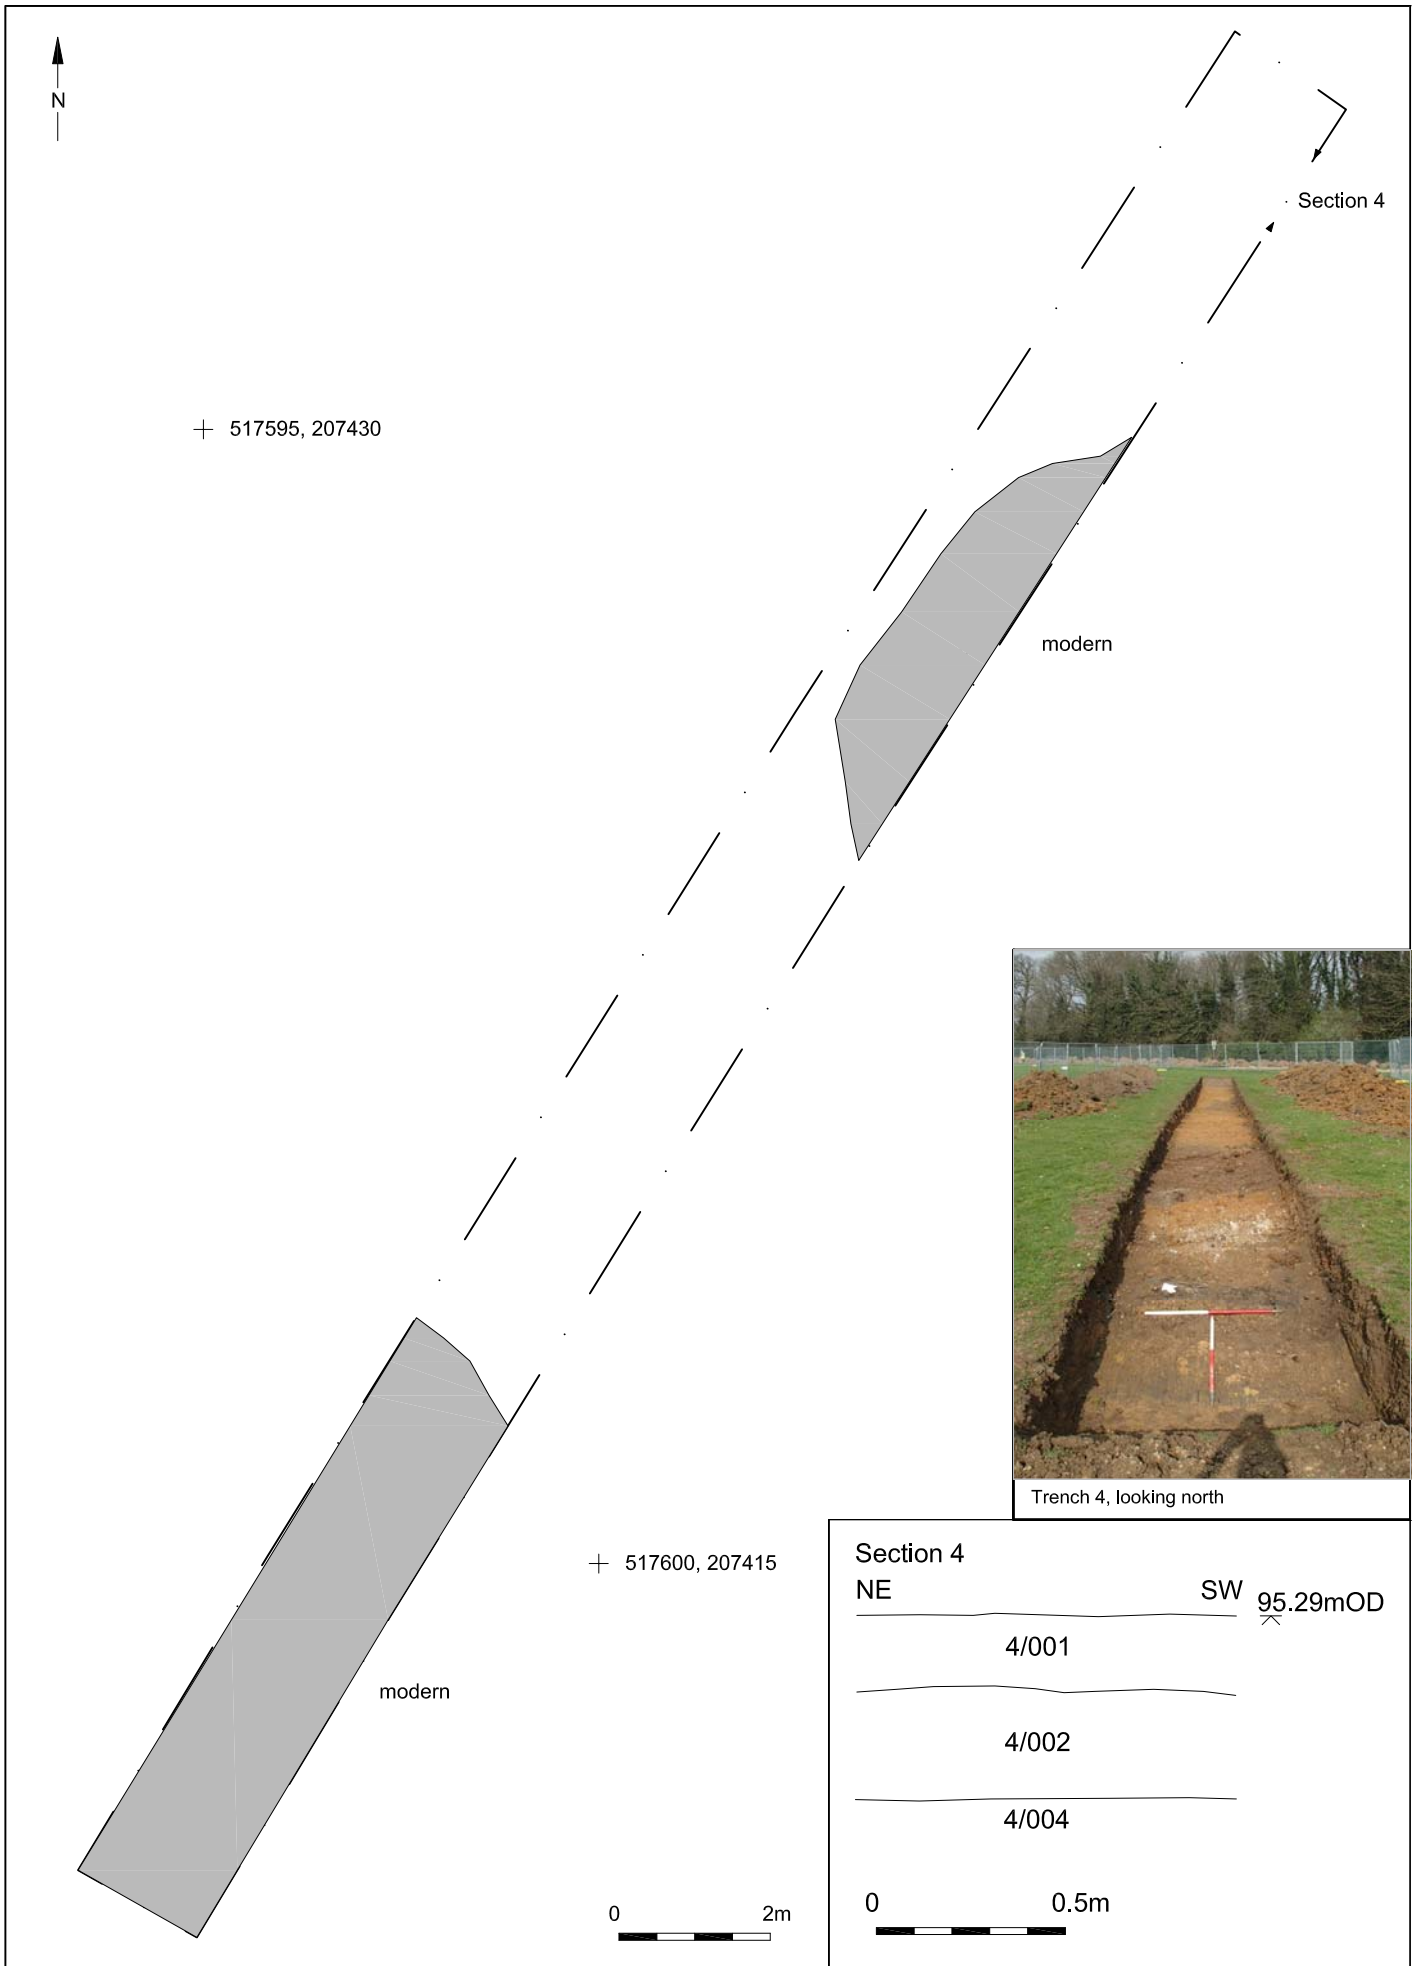 N
Section 4
517595, 207430
modern
Trench 4, looking north
517600, 207415
modern
0 2m
Section 4
NE SW 95.29mOD
4/001
4/002
4/004
0 0.5m